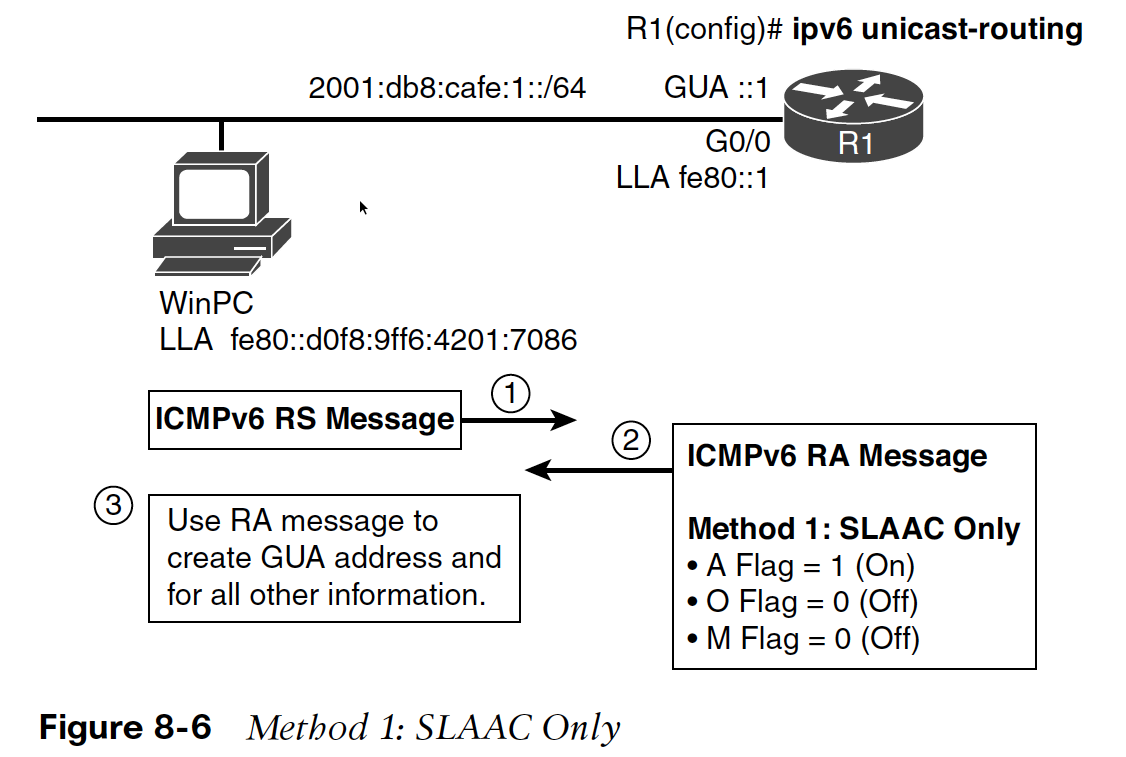 R1(config)# ipv6 unicast-routing
2001:db8:cafe:1::/64
GUA ::1
G0/0
R1
LLA fe80::1
WinPC
LLA fe80::d0f8:9ff6:4201:7086
ICMPv6 RS Message
1
2
ICMPv6 RA Message
Method 1: SLAAC Only
• A Flag = 1 (On)
• O Flag = 0 (Off)
• M Flag = 0 (Off)
3
Use RA message to
create GUA address and
for all other information.
Figure 8-6 Method 1: SLAAC Only